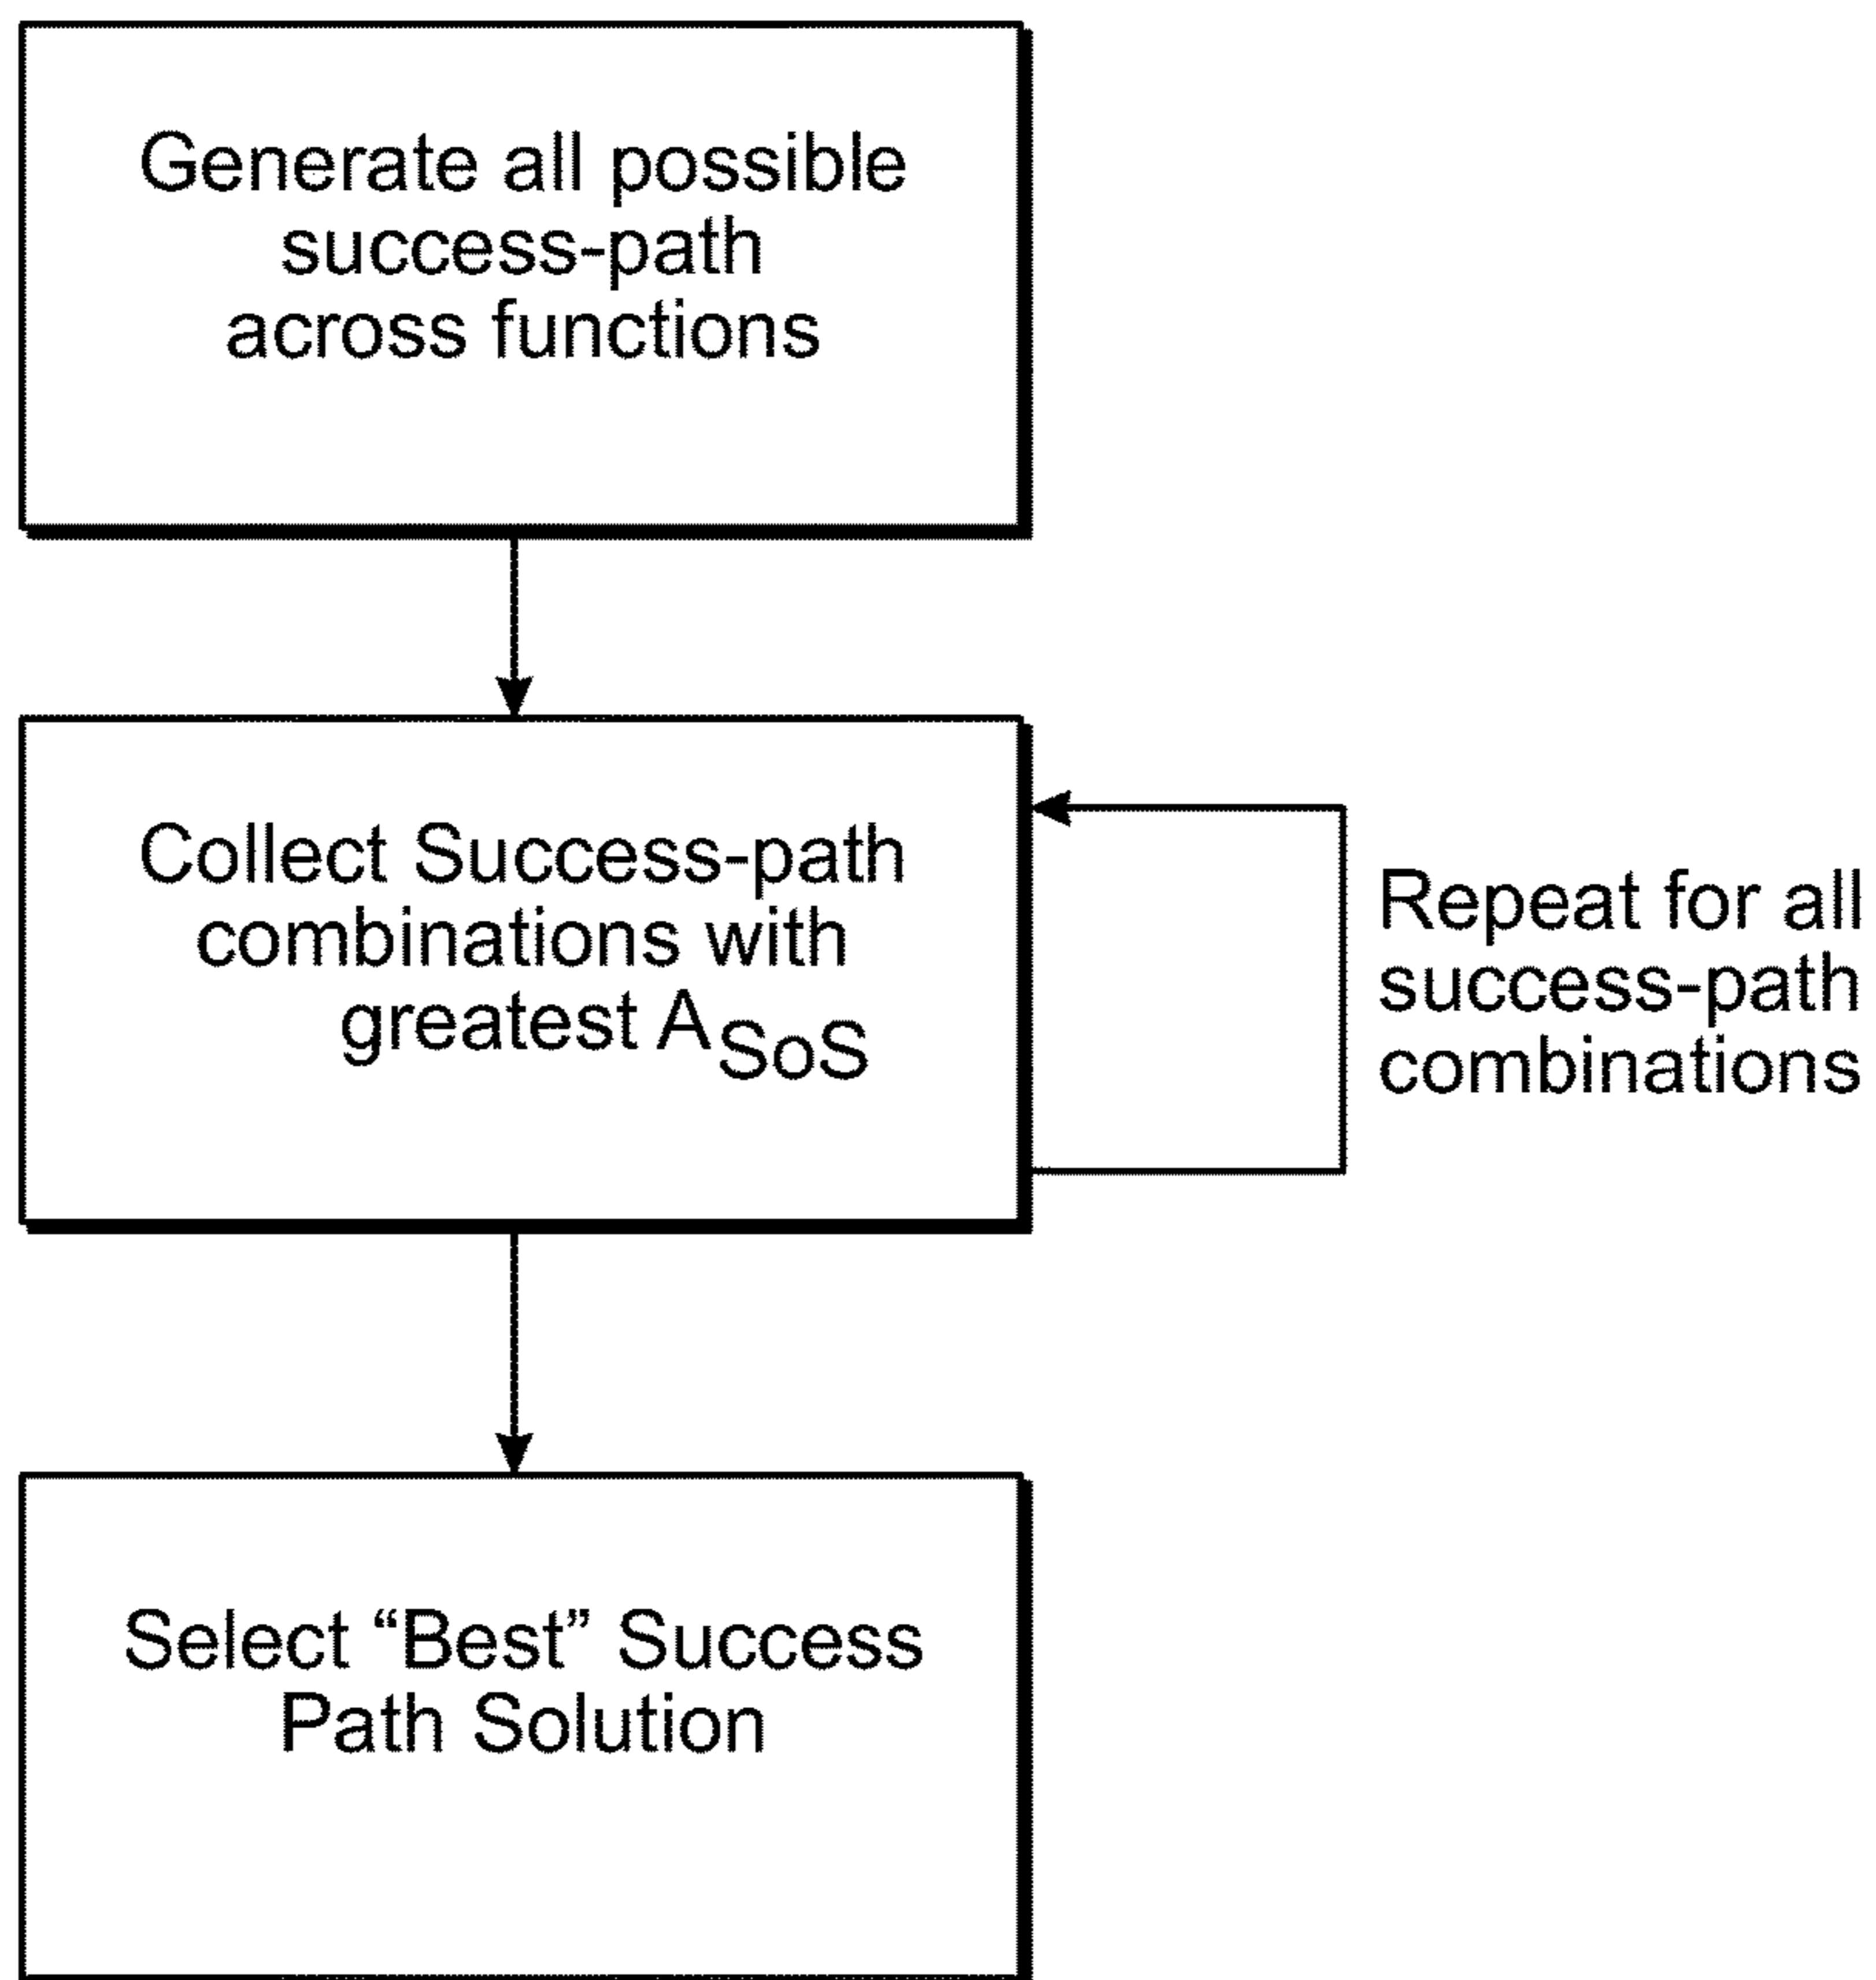 Generate all possible
success-path
across functions
Collect Success-path
combinations with
greatest ASoS
Repeat for all
success-path
combinations
Select “Best” Success
Path Solution